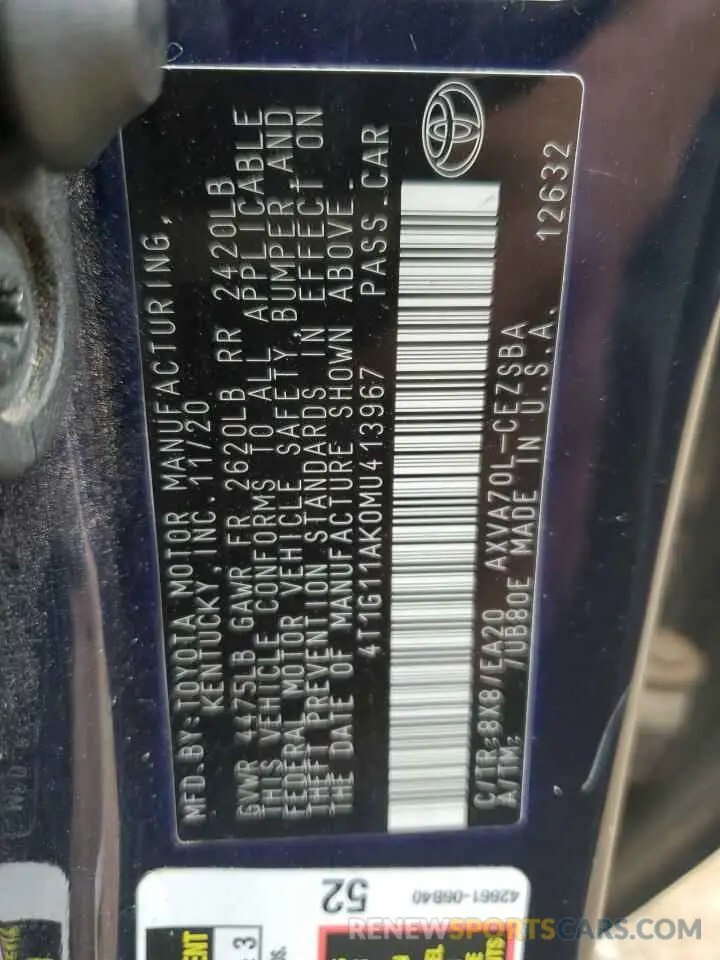 MFD.BY:TOYOTA MOTOR MANUFACTURING,
KENTUCKY, INC.11/20
GVWR 4475LB GAWR FR 2620LB RR 2420LB
THIS VEHICLE CONFORMS TO ALL APPLICABLE
FEDERAL MOTOR VEHICLE SAFETY, BUMPER, AND
THEFT PREVENTION STANDARDS IN EFFECT ON
THE DATE OF MANUFACTURE SHOWN ABOVE.
4T1G11AK0MU413967 PASS.CAR
C/TR:8X8/EA20 AXVA70L-CEZSBA
A/TM: /UB80E MADE IN U.S.A. 12632
52
42661-06B40
3
RENEWSPORTSCARS.COM